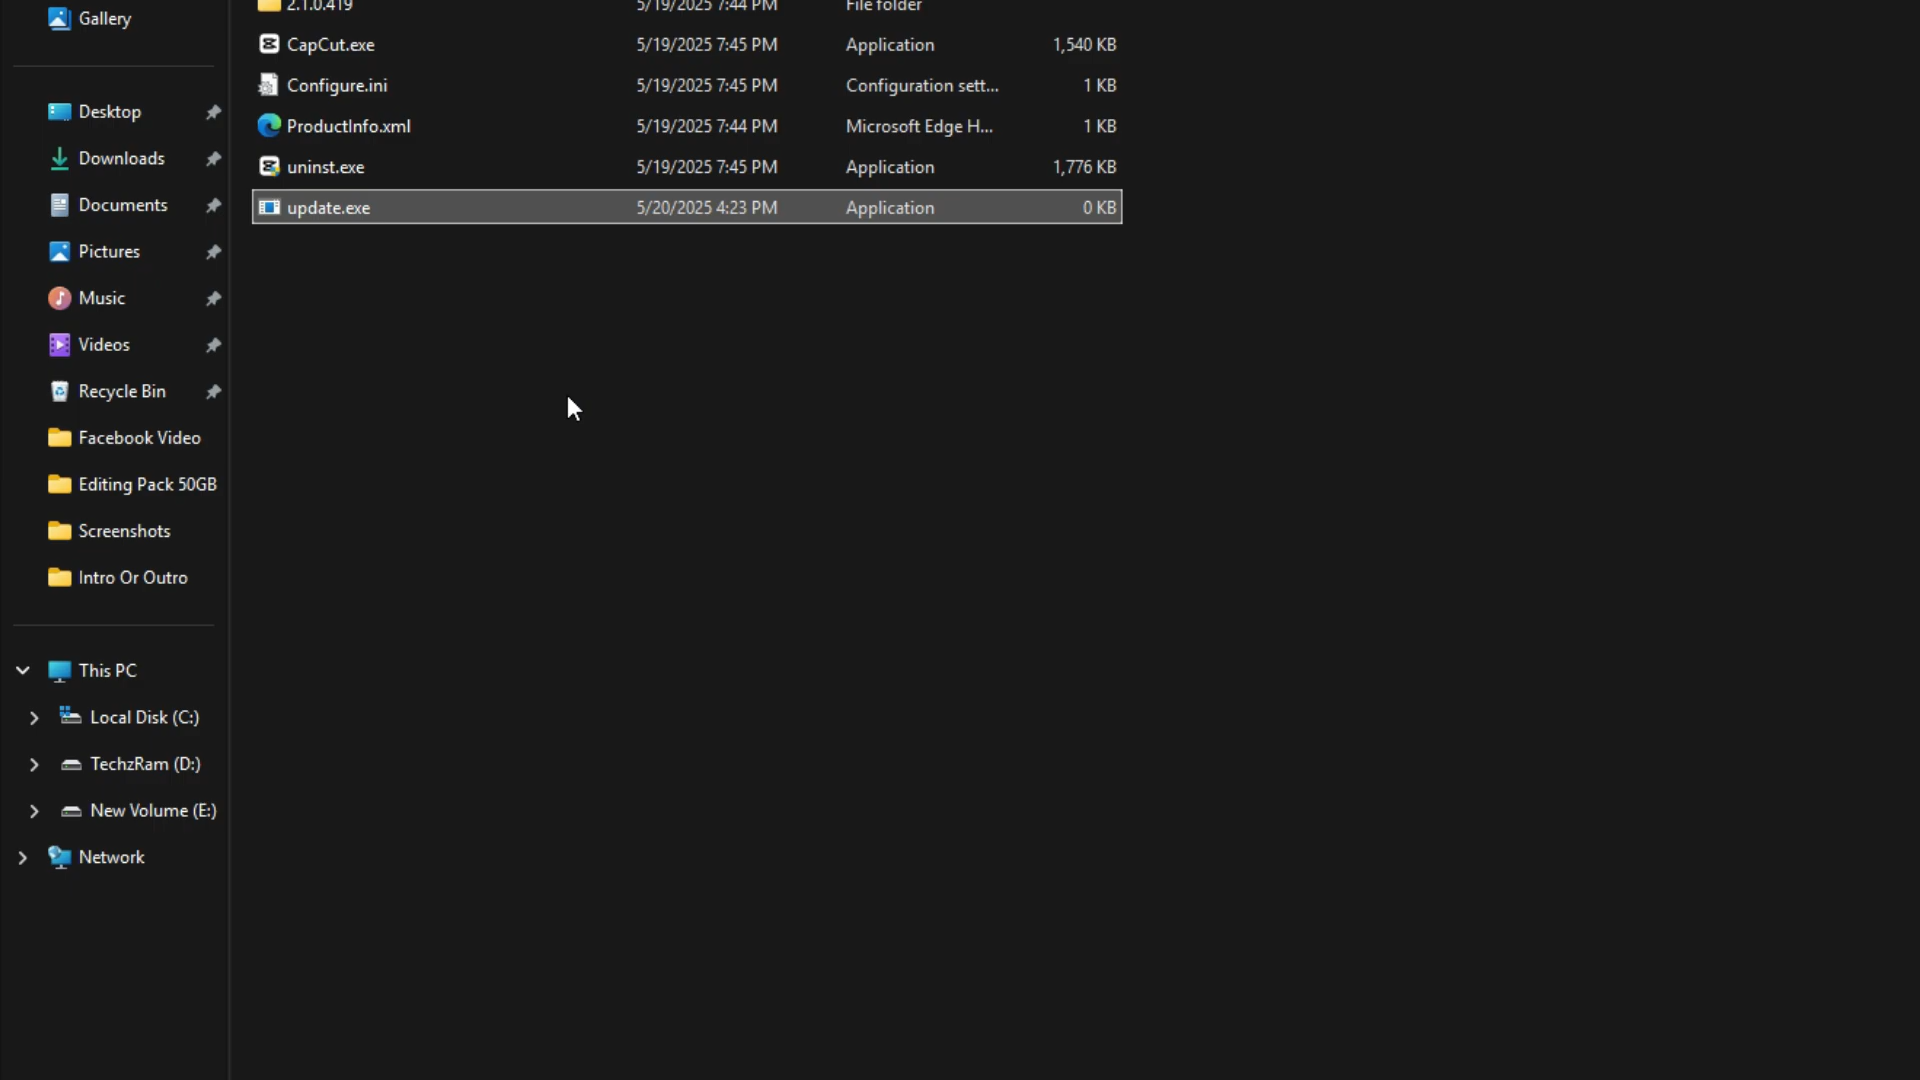 Gallery
2.1.0.419 5/19/2025 7:44 PM File folder
CapCut.exe 5/19/2025 7:45 PM Application 1,540 KB
Configure.ini 5/19/2025 7:45 PM Configuration sett... 1 KB
ProductInfo.xml 5/19/2025 7:44 PM Microsoft Edge H... 1 KB
uninst.exe 5/19/2025 7:45 PM Application 1,776 KB
update.exe 5/20/2025 4:23 PM Application 0 KB
Desktop
Downloads
Documents
Pictures
Music
Videos
Recycle Bin
Facebook Video
Editing Pack 50GB
Screenshots
Intro Or Outro
This PC
Local Disk (C:)
TechzRam (D:)
New Volume (E:)
Network